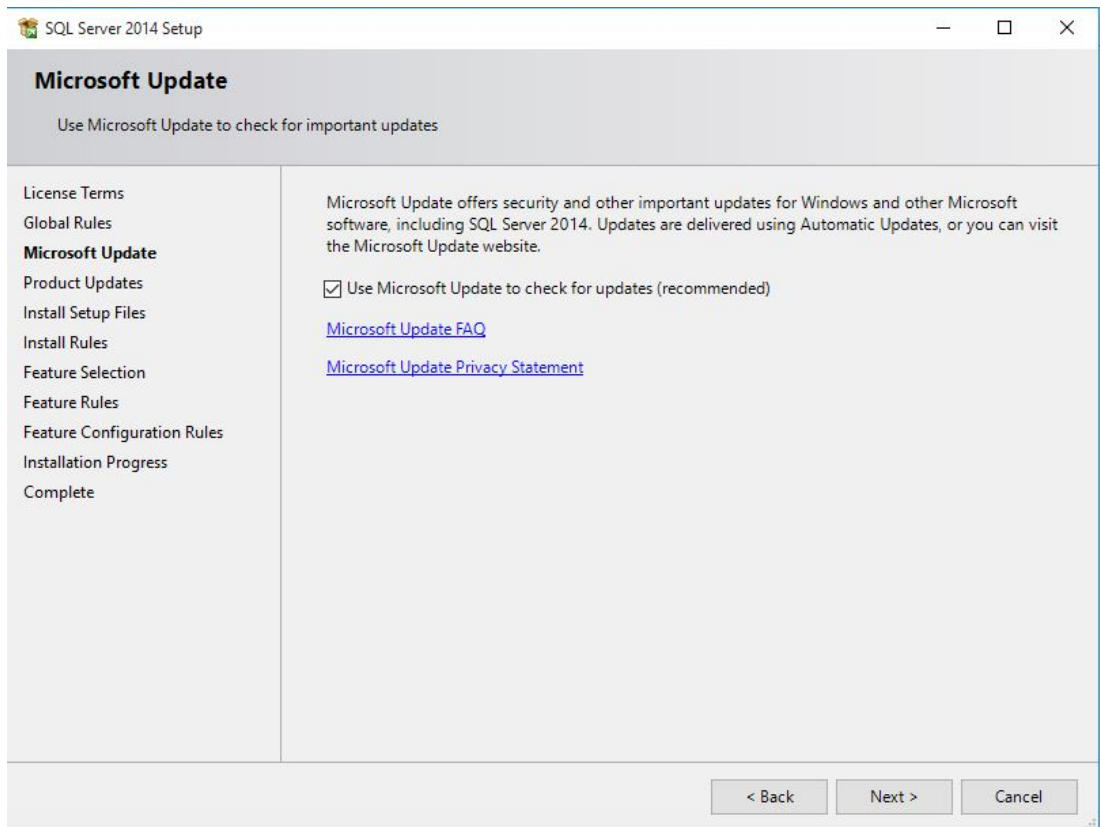 SQL Server 2014 Setup
Microsoft Update
Use Microsoft Update to check for important updates
License Terms
Global Rules
Microsoft Update
Product Updates
Install Setup Files
Install Rules
Feature Selection
Feature Rules
Feature Configuration Rules
Installation Progress
Complete
Microsoft Update offers security and other important updates for Windows and other Microsoft
software, including SQL Server 2014. Updates are delivered using Automatic Updates, or you can visit
the Microsoft Update website.
Use Microsoft Update to check for updates (recommended)
Microsoft Update FAQ
Microsoft Update Privacy Statement
< Back
Next >
Cancel